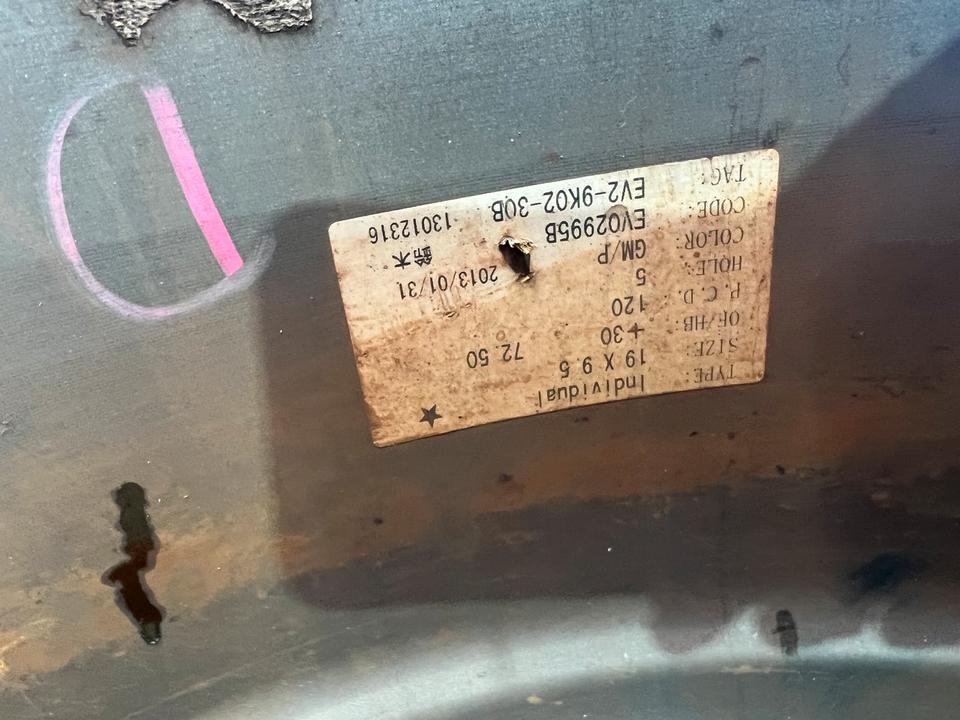 TYPE: Individual ★
SIZE: 19 X 9.5
OF/HB: +30 72.50
P.C.D.: 120
HOLE: 5
COLOR: GM/P 2013/01/31
CODE: EVO2995B 鈴木
TAG: EV2-9K02-30B 13012316